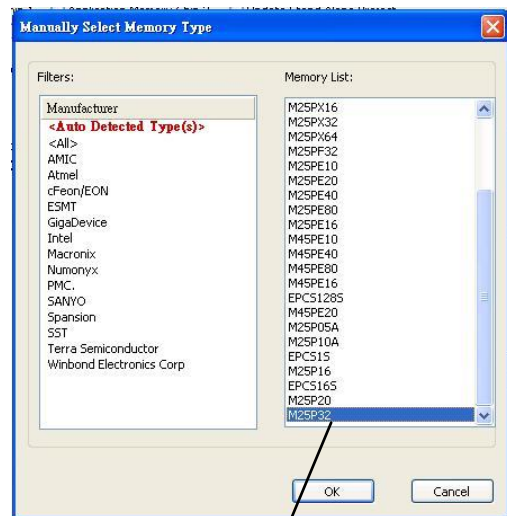 Manually Select Memory Type
Filters:
Manufacturer
<Auto Detected Type(s)>
<All>
AMIC
Atmel
cFeon/EON
ESMT
GigaDevice
Intel
Macronix
Numonyx
PMC.
SANYO
Spansion
SST
Terra Semiconductor
Winbond Electronics Corp
Memory List:
M25PX16
M25PX32
M25PX64
M25PF32
M25PE10
M25PE20
M25PE40
M25PE80
M25PE16
M45PE10
M45PE40
M45PE80
M45PE16
EPCS128S
M45PE20
M25P05A
M25P10A
EPCS1S
M25P16
EPCS16S
M25P20
M25P32
OK
Cancel